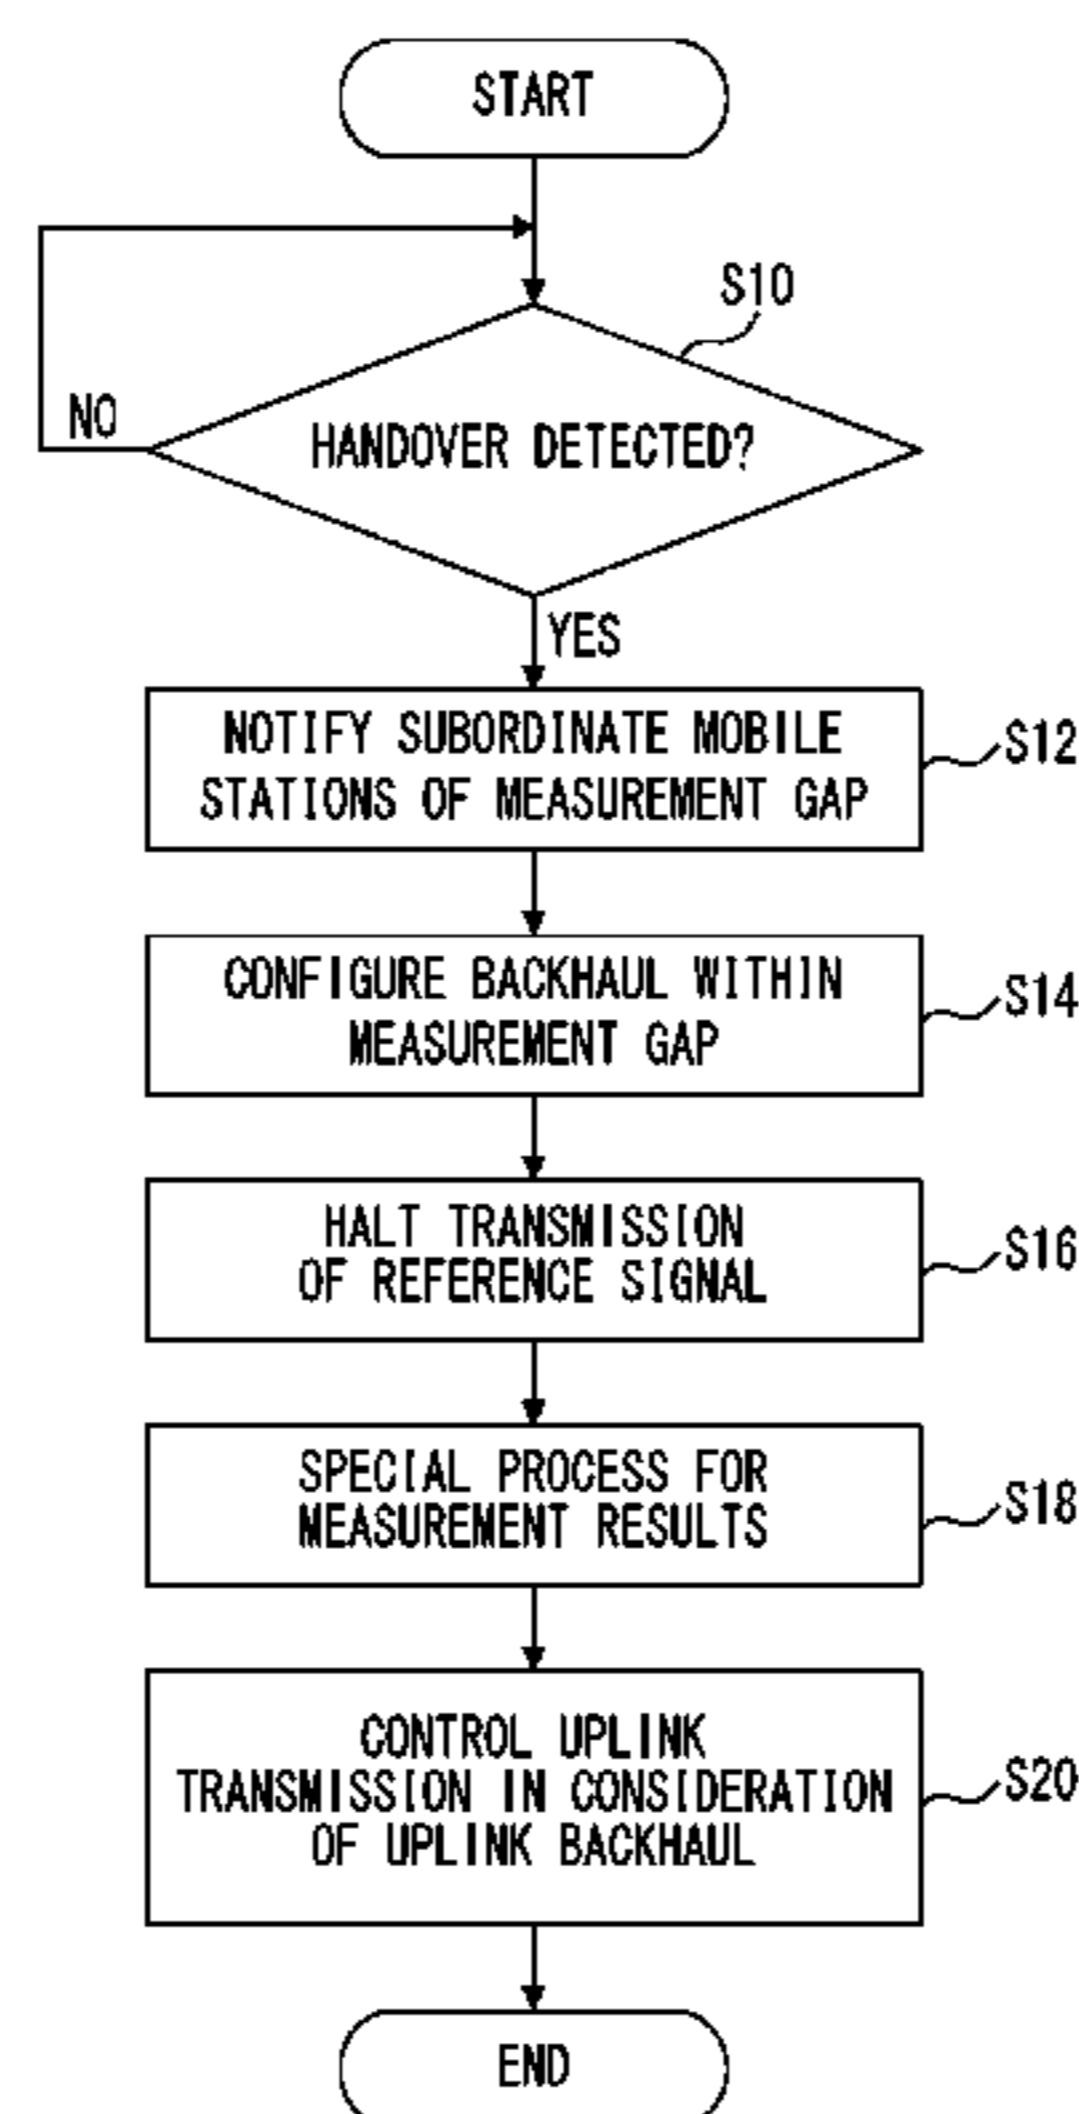 START
S10
NO
HANDOVER DETECTED?
YES
NOTIFY SUBORDINATE MOBILE
STATIONS OF MEASUREMENT GAP
S12
CONFIGURE BACKHAUL WITHIN
MEASUREMENT GAP
S14
HALT TRANSMISSION
OF REFERENCE SIGNAL
S16
SPECIAL PROCESS FOR
MEASUREMENT RESULTS
S18
CONTROL UPLINK
TRANSMISSION IN CONSIDERATION
OF UPLINK BACKHAUL
S20
END